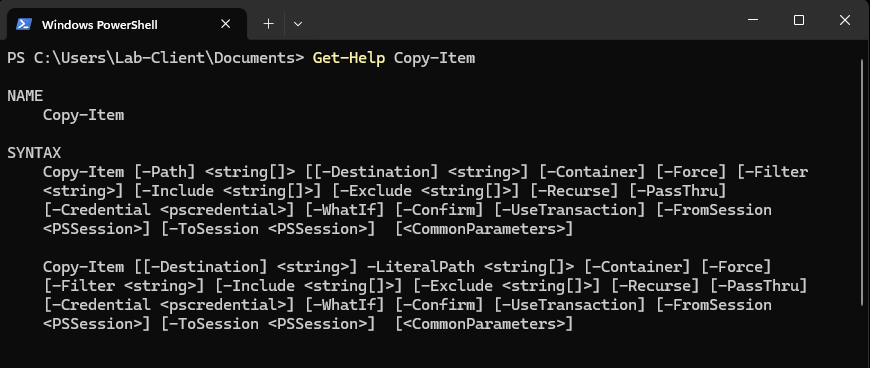 Windows PowerShell
PS C:\Users\Lab-Client\Documents> Get-Help Copy-Item
NAME
    Copy-Item
SYNTAX
    Copy-Item [-Path] <string[]> [[-Destination] <string>] [-Container] [-Force] [-Filter
    <string>] [-Include <string[]>] [-Exclude <string[]>] [-Recurse] [-PassThru]
    [-Credential <pscredential>] [-WhatIf] [-Confirm] [-UseTransaction] [-FromSession
    <PSSession>] [-ToSession <PSSession>]  [<CommonParameters>]
    Copy-Item [[-Destination] <string>] -LiteralPath <string[]> [-Container] [-Force]
    [-Filter <string>] [-Include <string[]>] [-Exclude <string[]>] [-Recurse] [-PassThru]
    [-Credential <pscredential>] [-WhatIf] [-Confirm] [-UseTransaction] [-FromSession
    <PSSession>] [-ToSession <PSSession>]  [<CommonParameters>]